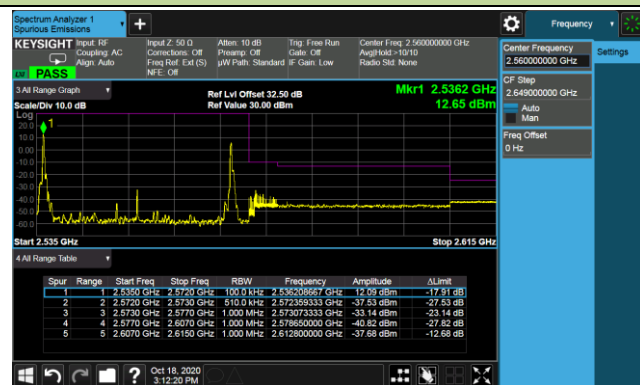 Spectrum Analyzer 1
Spurious Emissions
Frequency
KEYSIGHT
Input: RF
Coupling: AC
Align: Auto
Input Z: 50 Ω
Corrections: Off
Freq Ref: Ext (S)
NFE: Off
Atten: 10 dB
Preamp: Off
µW Path: Standard
Trig: Free Run
Gate: Off
IF Gain: Low
Center Freq: 2.560000000 GHz
Avg|Hold:>10/10
Radio Std: None
PASS
Center Frequency
2.560000000 GHz
Settings
CF Step
2.649000000 GHz
Auto
Man
Freq Offset
0 Hz
3 All Range Graph
Scale/Div 10.0 dB
Ref Lvl Offset 32.50 dB
Ref Value 30.00 dBm
Mkr1 2.5362 GHz
12.65 dBm
Log
20.0
10.0
0.00
-10.0
-20.0
-30.0
-40.0
-50.0
-60.0
1
Start 2.535 GHz
Stop 2.615 GHz
4 All Range Table
Spur Range Start Freq Stop Freq RBW Frequency Amplitude ΔLimit
1 1 2.5350 GHz 2.5720 GHz 100.0 kHz 2.536208667 GHz 12.09 dBm -17.91 dB
2 2 2.5720 GHz 2.5730 GHz 510.0 kHz 2.572359333 GHz -37.53 dBm -27.53 dB
3 3 2.5730 GHz 2.5770 GHz 1.000 MHz 2.573073333 GHz -33.14 dBm -23.14 dB
4 4 2.5770 GHz 2.6070 GHz 1.000 MHz 2.578650000 GHz -40.82 dBm -27.82 dB
5 5 2.6070 GHz 2.6150 GHz 1.000 MHz 2.612800000 GHz -37.68 dBm -12.68 dB
?
Oct 18, 2020
3:12:20 PM